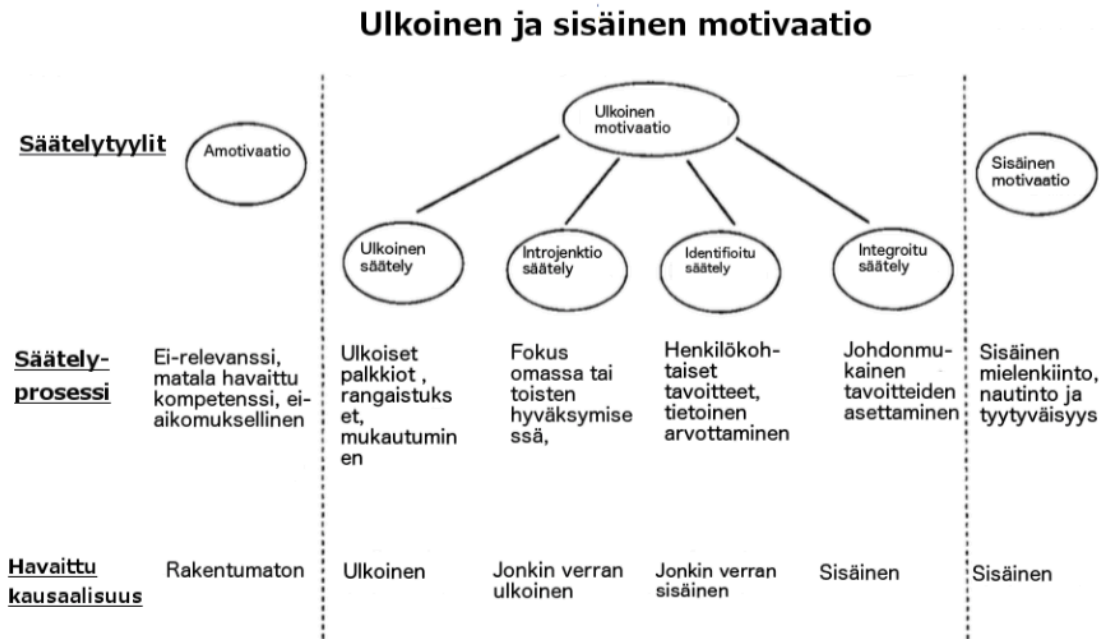 Ulkoinen ja sisäinen motivaatio
Säätelytyylit
Amotivaatio
Ulkoinen
motivaatio
Sisäinen
motivaatio
Ulkoinen
säätely
Introjenktio
säätely
Identifioitu
säätely
Integroitu
säätely
Säätely-
prosessi
Ei-relevanssi,
matala havaittu
kompetenssi, ei-
aikomuksellinen
Ulkoiset
palkkiot ,
rangaistuks
et,
mukautumin
en
Fokus
omassa tai
toisten
hyväksymise
ssä,
Henkilökoh-
taiset
tavoitteet,
tietoinen
arvottaminen
Johdonmu-
kainen
tavoitteiden
asettaminen
Sisäinen
mielenkiinto,
nautinto ja
tyytyväisyys
Havaittu
kausaalisuus
Rakentumaton
Ulkoinen
Jonkin verran
ulkoinen
Jonkin verran
sisäinen
Sisäinen
Sisäinen